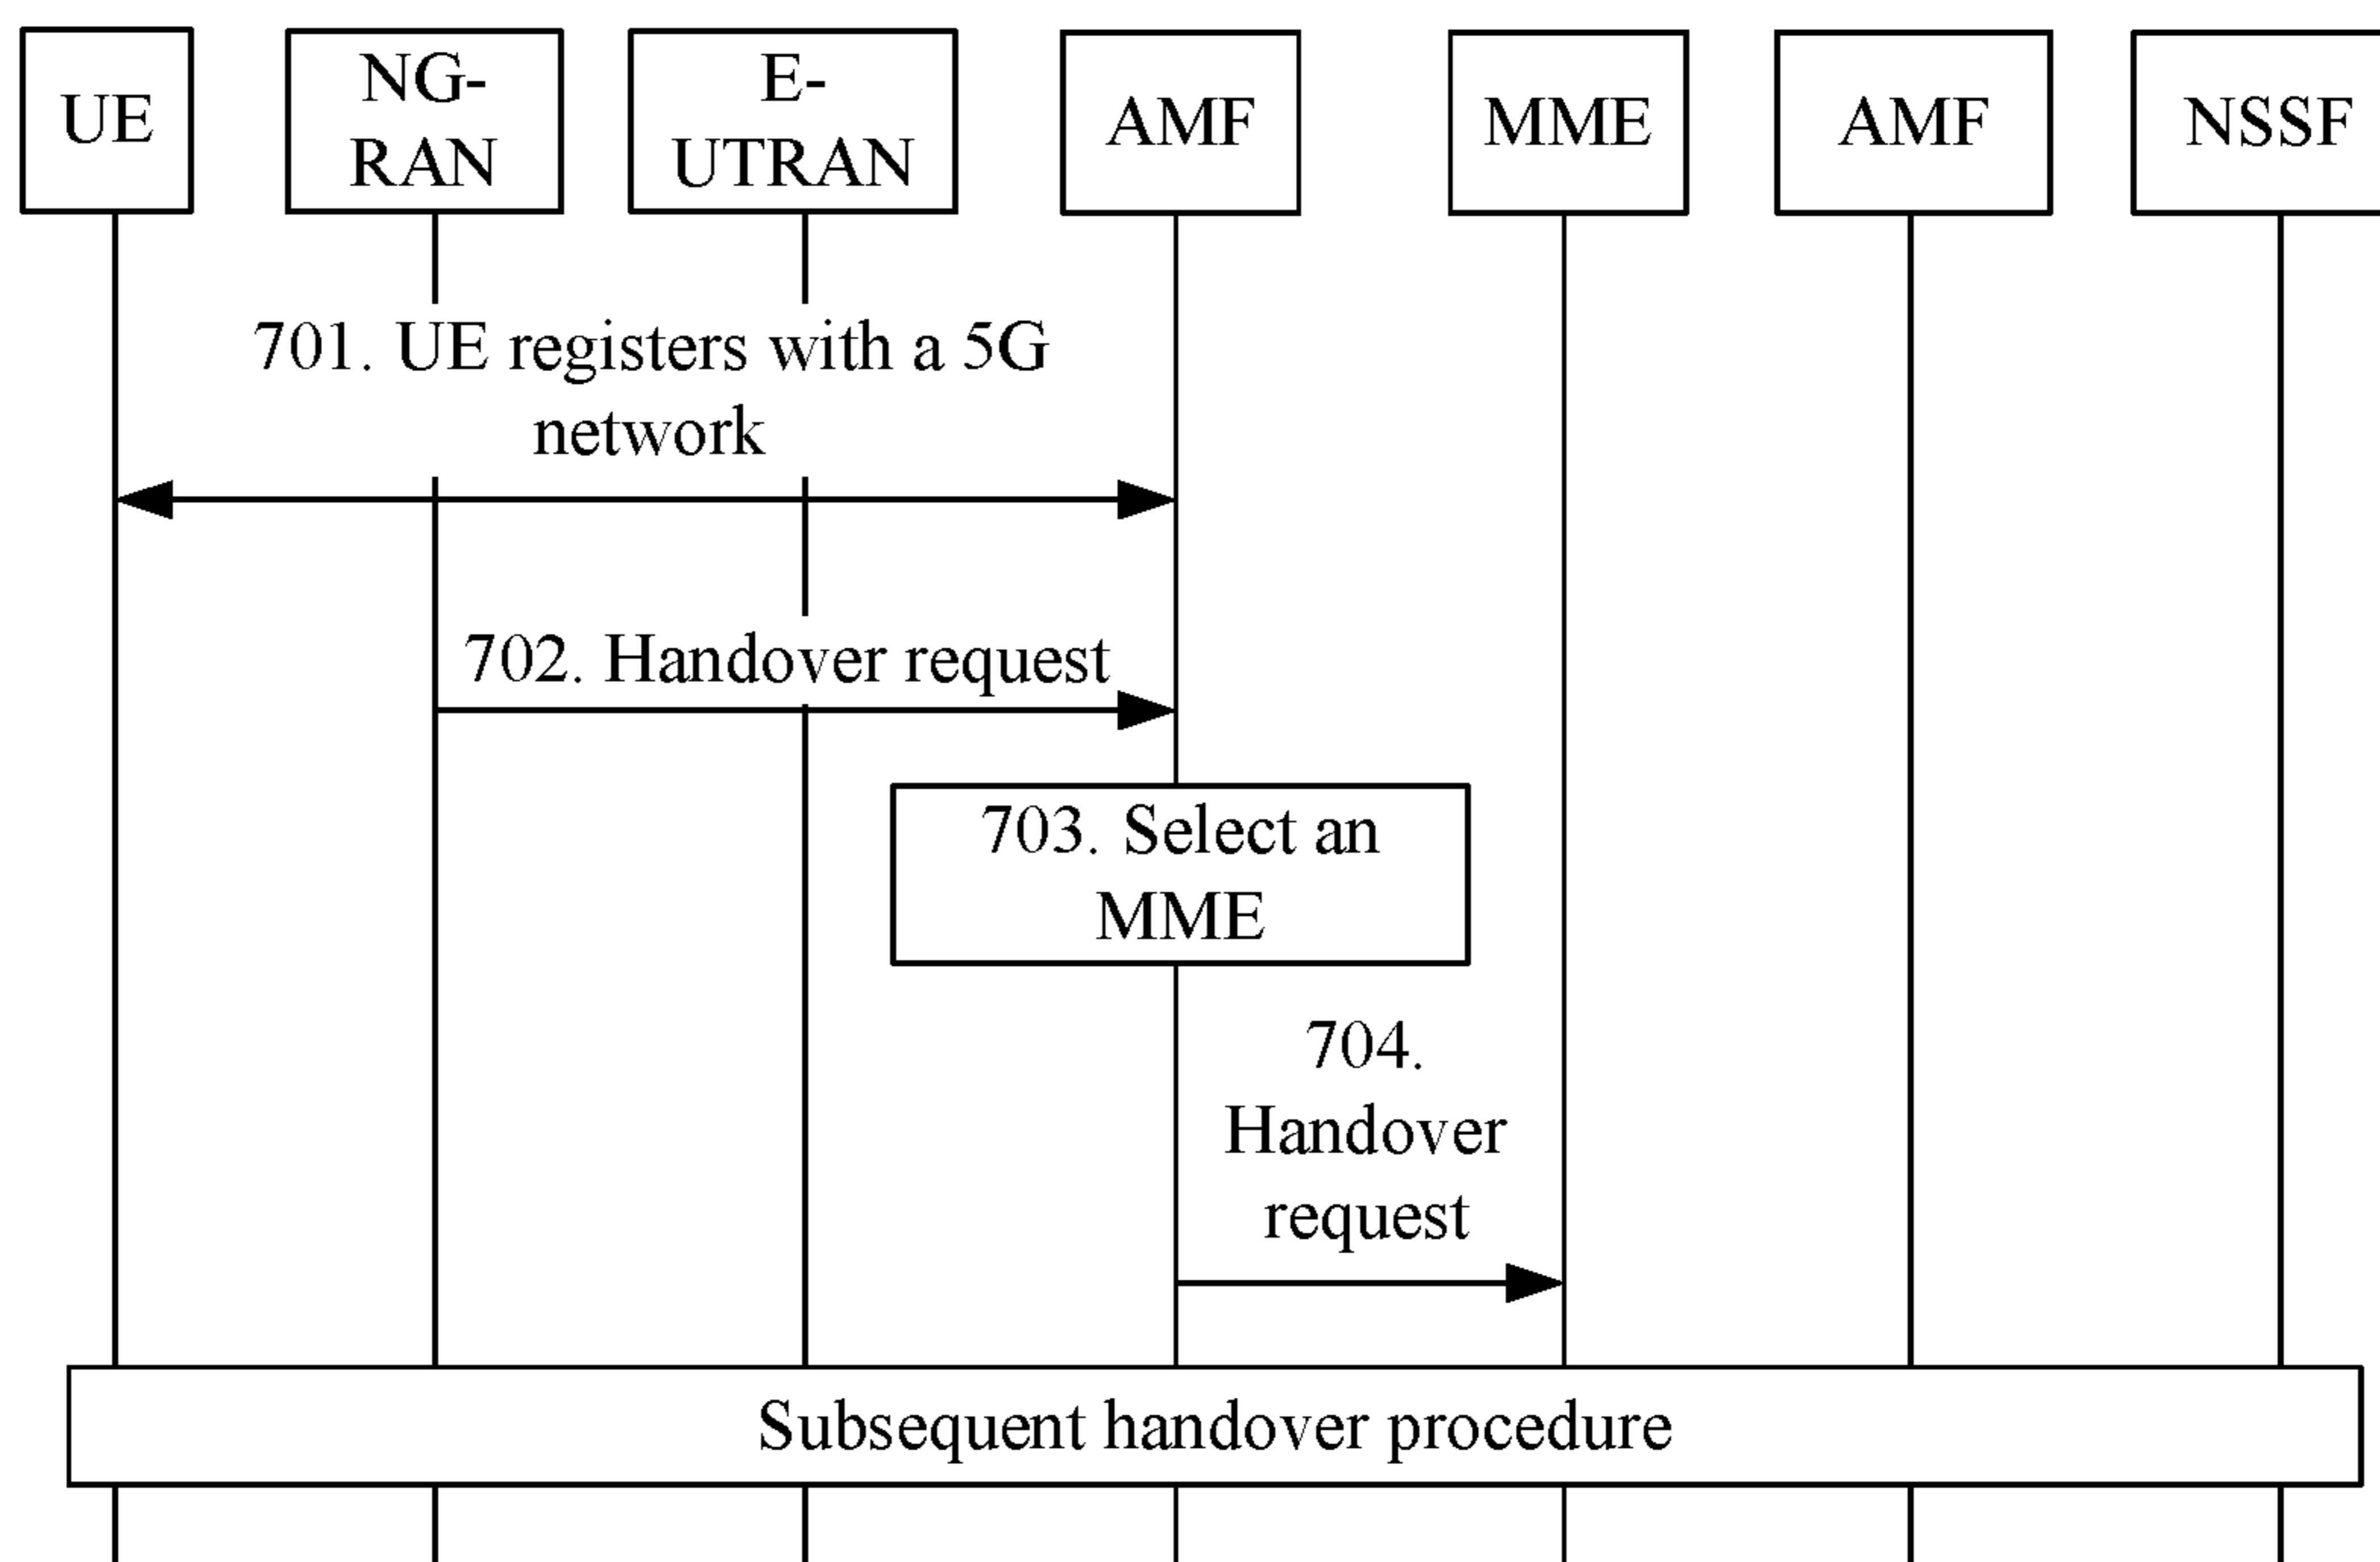 UE
NG-
RAN
E-
UTRAN
AMF
MME
AMF
NSSF
701. UE registers with a 5G
network
702. Handover request
703. Select an
MME
704.
Handover
request
Subsequent handover procedure